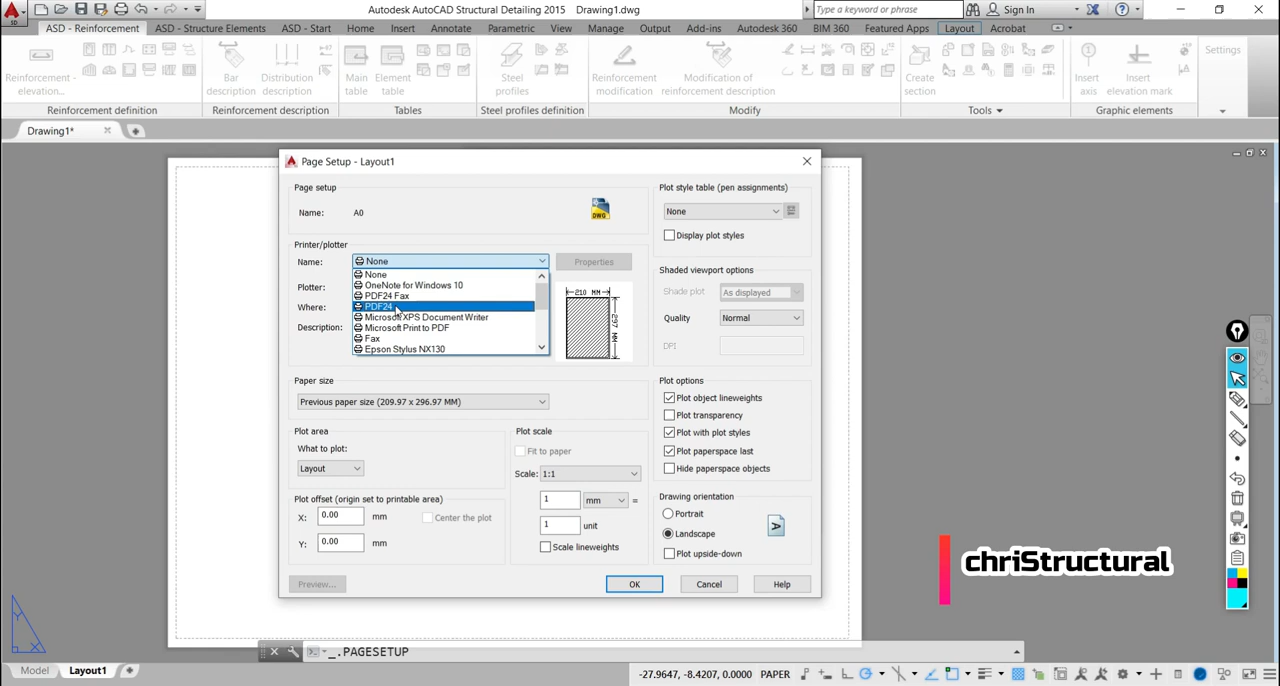 Autodesk AutoCAD Structural Detailing 2015 Drawing1.dwg
Type a keyword or phrase
Sign In
SD
ASD - Reinforcement ASD - Structure Elements ASD - Start Home Insert Annotate Parametric View Manage Output Add-ins Autodesk 360 BIM 360 Featured Apps Layout Acrobat
Reinforcement - elevation...
Bar description
Distribution description
Main table
Element table
Steel profiles
Reinforcement modification
Modification of reinforcement description
Create section
Insert axis
Insert elevation mark
Settings
Reinforcement definition Reinforcement description Tables Steel profiles definition Modify Tools Graphic elements
Drawing1*
Page Setup - Layout1
Page setup
Name: A0
DWG
Printer/plotter
Name: None
Properties
Plotter:
Where:
Description:
None
OneNote for Windows 10
PDF24 Fax
PDF24
Microsoft XPS Document Writer
Microsoft Print to PDF
Fax
Epson Stylus NX130
210 MM
297 MM
Paper size
Previous paper size (209.97 x 296.97 MM)
Plot area
What to plot:
Layout
Plot offset (origin set to printable area)
X: 0.00 mm
Center the plot
Y: 0.00 mm
Plot scale
Fit to paper
Scale: 1:1
1 mm =
1 unit
Scale lineweights
Plot style table (pen assignments)
None
Display plot styles
Shaded viewport options
Shade plot As displayed
Quality Normal
DPI
Plot options
Plot object lineweights
Plot transparency
Plot with plot styles
Plot paperspace last
Hide paperspace objects
Drawing orientation
Portrait
Landscape
A
Plot upside-down
Preview...
OK
Cancel
Help
chriStructural
Y
X
_.PAGESETUP
Model Layout1
-27.9647, -8.4207, 0.0000 PAPER